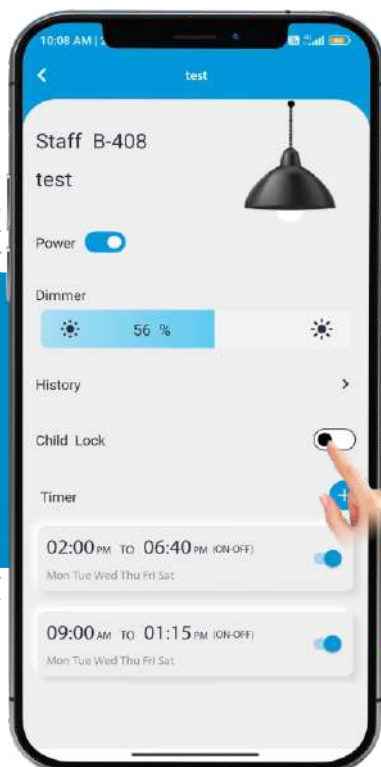 10:08 AM |
test
Staff B-408
test
Power
Dimmer
56 %
History
Child Lock
Timer
02:00 PM TO 06:40 PM (ON-OFF)
Mon Tue Wed Thu Fri Sat
09:00 AM TO 01:15 PM (ON-OFF)
Mon Tue Wed Thu Fri Sat